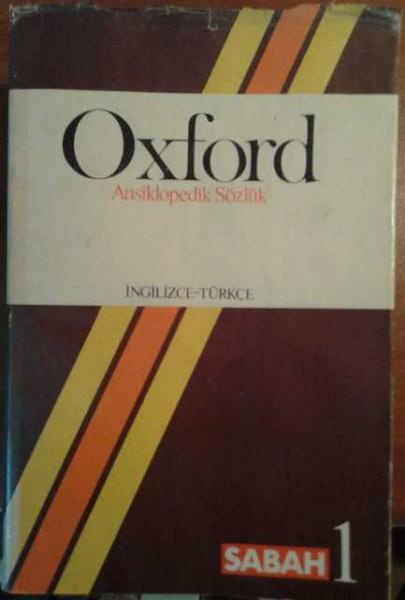 Oxford
Ansiklopedik Sözlük
İNGİLİZCE-TÜRKÇE
SABAH 1